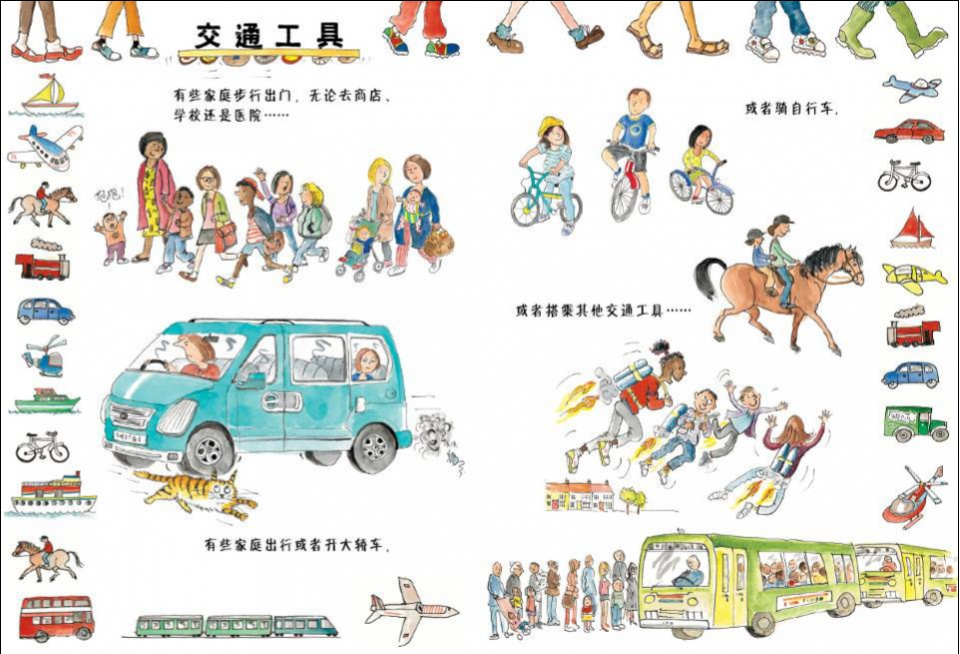 交通工具
有些家庭步行出门，无论去商店、
学校还是医院……
或者骑自行车，
或者搭乘其他交通工具……
有些家庭出行或者开大轿车，